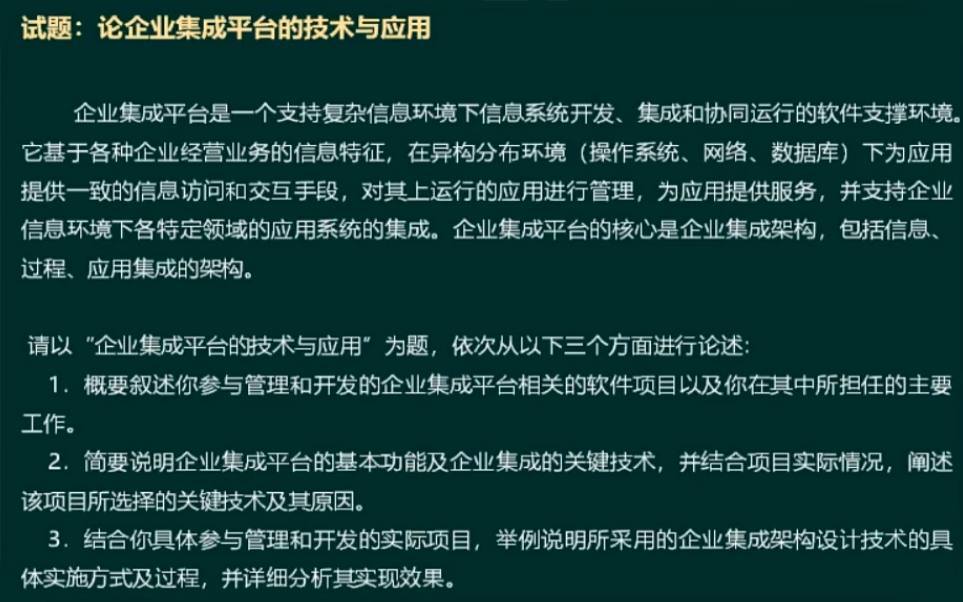 试题：论企业集成平台的技术与应用
企业集成平台是一个支持复杂信息环境下信息系统开发、集成和协同运行的软件支撑环境。
它基于各种企业经营业务的信息特征，在异构分布环境（操作系统、网络、数据库）下为应用
提供一致的信息访问和交互手段，对其上运行的应用进行管理，为应用提供服务，并支持企业
信息环境下各特定领域的应用系统的集成。企业集成平台的核心是企业集成架构，包括信息、
过程、应用集成的架构。
请以“企业集成平台的技术与应用”为题，依次从以下三个方面进行论述：
1．概要叙述你参与管理和开发的企业集成平台相关的软件项目以及你在其中所担任的主要
工作。
2．简要说明企业集成平台的基本功能及企业集成的关键技术，并结合项目实际情况，阐述
该项目所选择的关键技术及其原因。
3．结合你具体参与管理和开发的实际项目，举例说明所采用的企业集成架构设计技术的具
体实施方式及过程，并详细分析其实现效果。